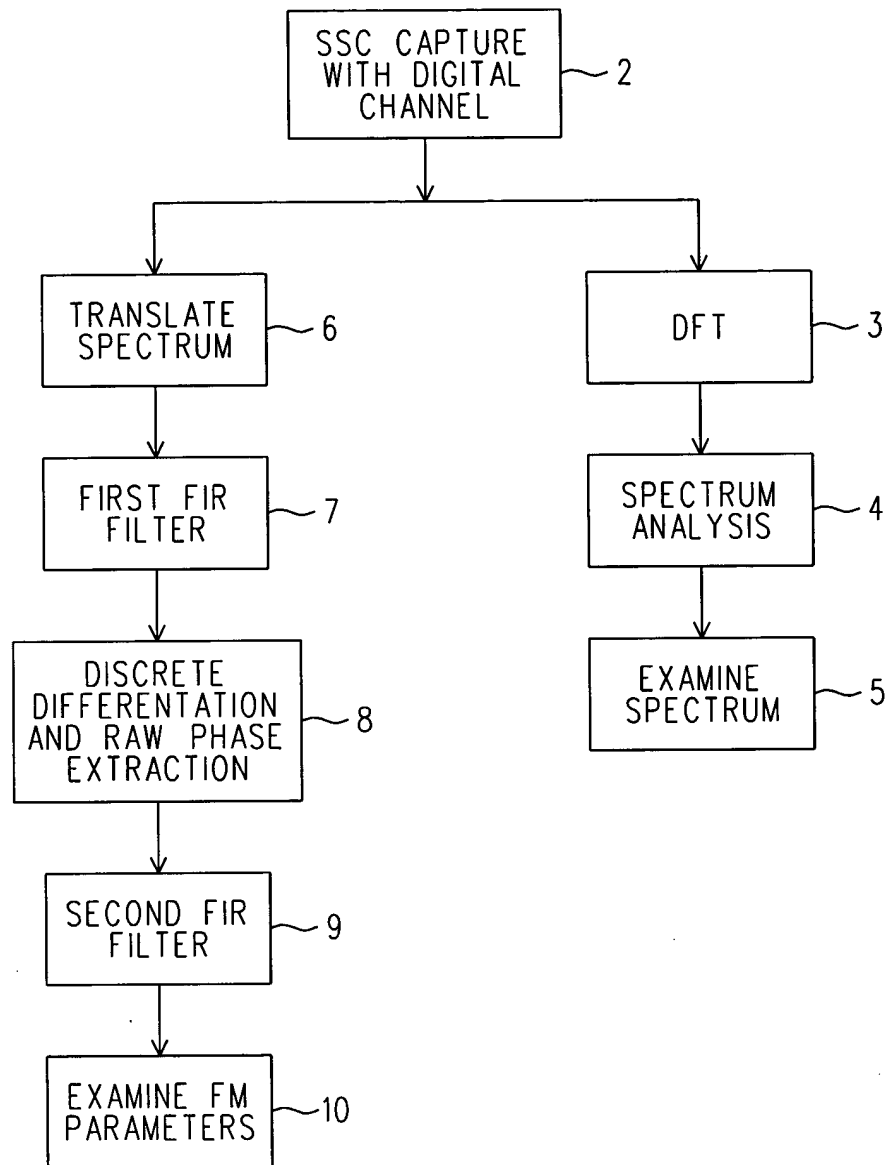 SSC CAPTURE
WITH DIGITAL
CHANNEL
2
TRANSLATE
SPECTRUM
6
DFT
3
FIRST FIR
FILTER
7
SPECTRUM
ANALYSIS
4
DISCRETE
DIFFERENTATION
AND RAW PHASE
EXTRACTION
8
EXAMINE
SPECTRUM
5
SECOND FIR
FILTER
9
EXAMINE FM
PARAMETERS
10